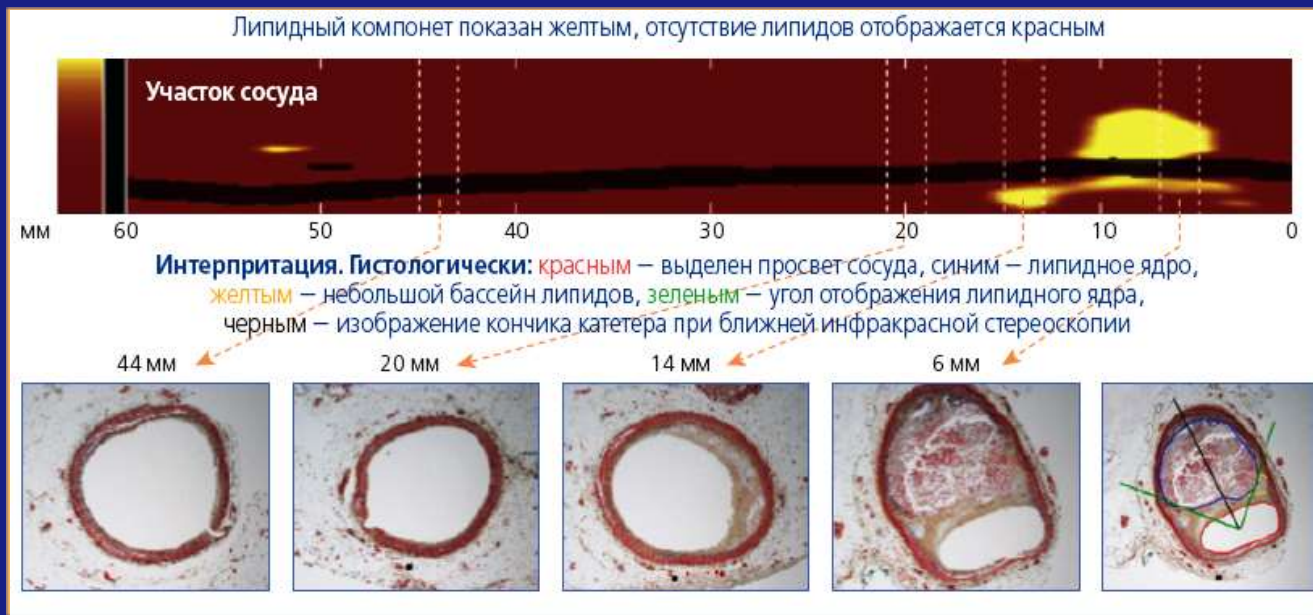 Липидный компонет показан желтым, отсутствие липидов отображается красным
Участок сосуда
мм 60 50 40 30 20 10 0
Интерпритация. Гистологически: красным – выделен просвет сосуда, синим – липидное ядро,
желтым – небольшой бассейн липидов, зеленым – угол отображения липидного ядра,
черным – изображение кончика катетера при ближней инфракрасной стереоскопии
44 мм 20 мм 14 мм 6 мм